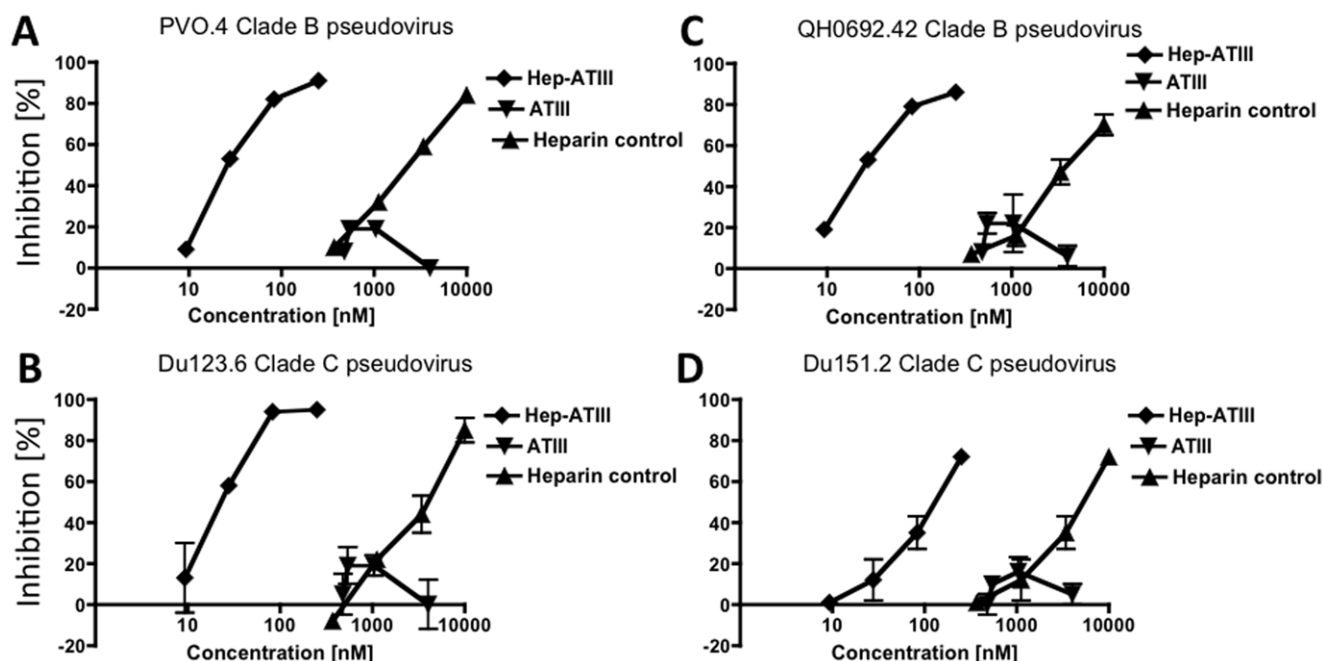 A
PVO.4 Clade B pseudovirus
Inhibition [%]
100
80
60
40
20
0
-20
10
100
1000
10000
Concentration [nM]
Hep-ATIII
ATIII
Heparin control
C
QH0692.42 Clade B pseudovirus
100
80
60
40
20
0
-20
10
100
1000
10000
Concentration [nM]
Hep-ATIII
ATIII
Heparin control
B
Du123.6 Clade C pseudovirus
Inhibition [%]
100
80
60
40
20
0
-20
10
100
1000
10000
Concentration [nM]
Hep-ATIII
ATIII
Heparin control
D
Du151.2 Clade C pseudovirus
100
80
60
40
20
0
-20
10
100
1000
10000
Concentration [nM]
Hep-ATIII
ATIII
Heparin control